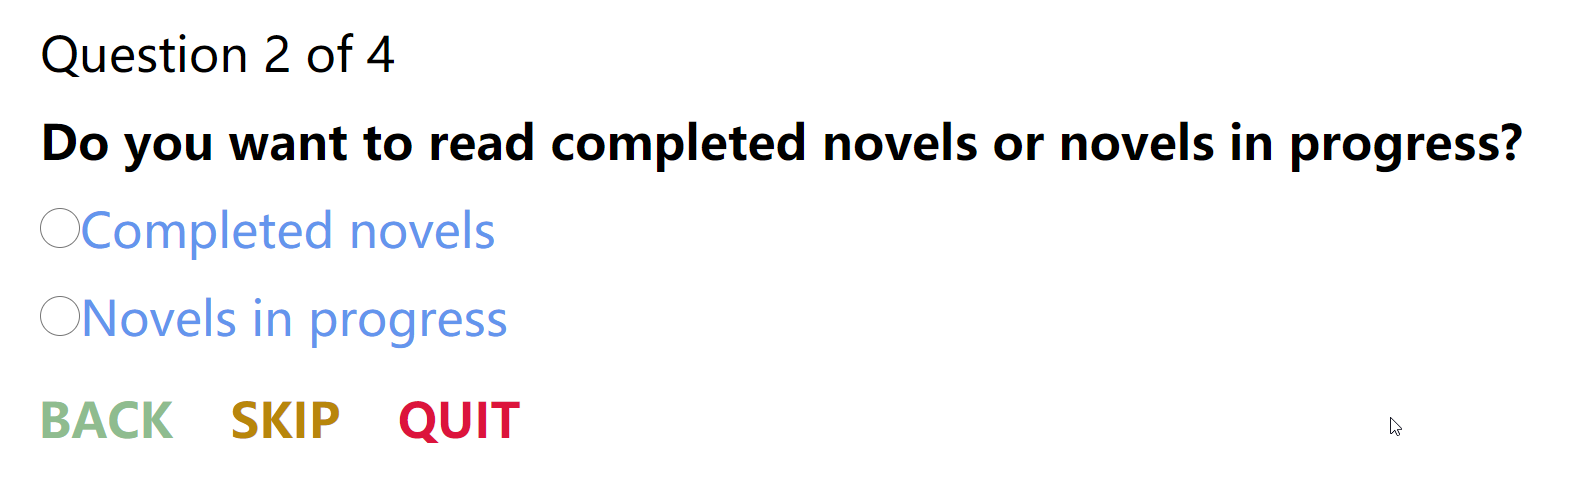 Question 2 of 4
Do you want to read completed novels or novels in progress?
Completed novels
Novels in progress
BACK SKIP QUIT